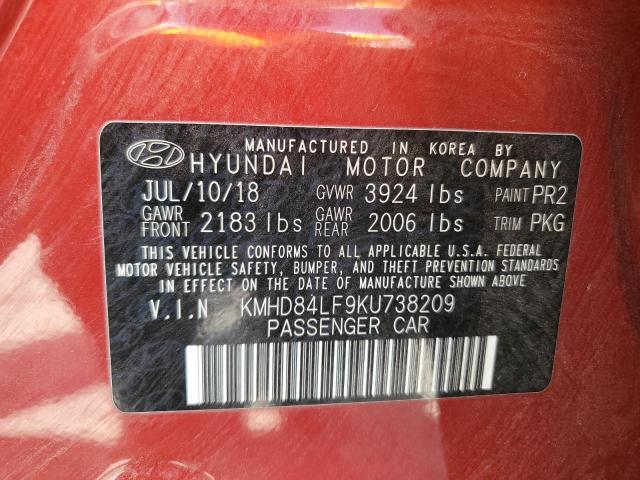 MANUFACTURED IN KOREA BY
HYUNDAI MOTOR COMPANY
JUL/10/18 GVWR 3924 lbs PAINT PR2
GAWR FRONT 2183 lbs GAWR REAR 2006 lbs TRIM PKG
THIS VEHICLE CONFORMS TO ALL APPLICABLE U.S.A. FEDERAL
MOTOR VEHICLE SAFETY, BUMPER, AND THEFT PREVENTION STANDARDS
IN EFFECT ON THE DATE OF MANUFACTURE SHOWN ABOVE.
V.I.N KMHD84LF9KU738209
PASSENGER CAR